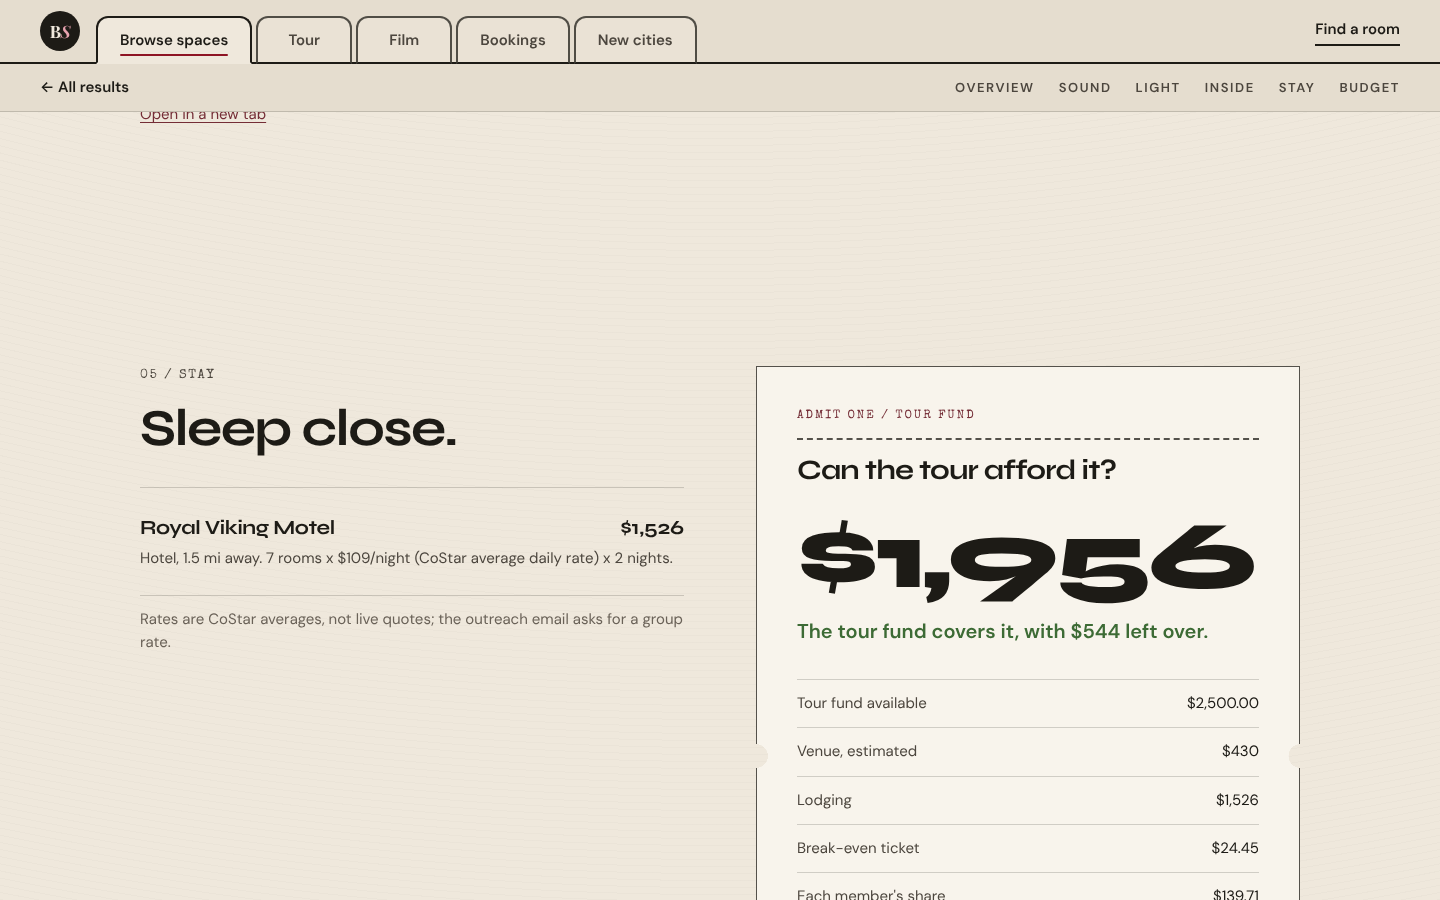 BS
Browse spaces
Tour
Film
Bookings
New cities
Find a room
← All results
OVERVIEW
SOUND
LIGHT
INSIDE
STAY
BUDGET
Open in a new tab
05 / STAY
Sleep close.
Royal Viking Motel
$1,526
Hotel, 1.5 mi away. 7 rooms x $109/night (CoStar average daily rate) x 2 nights.
Rates are CoStar averages, not live quotes; the outreach email asks for a group
rate.
ADMIT ONE / TOUR FUND
Can the tour afford it?
$1,956
The tour fund covers it, with $544 left over.
Tour fund available
$2,500.00
Venue, estimated
$430
Lodging
$1,526
Break-even ticket
$24.45
Each member's share
$139.71